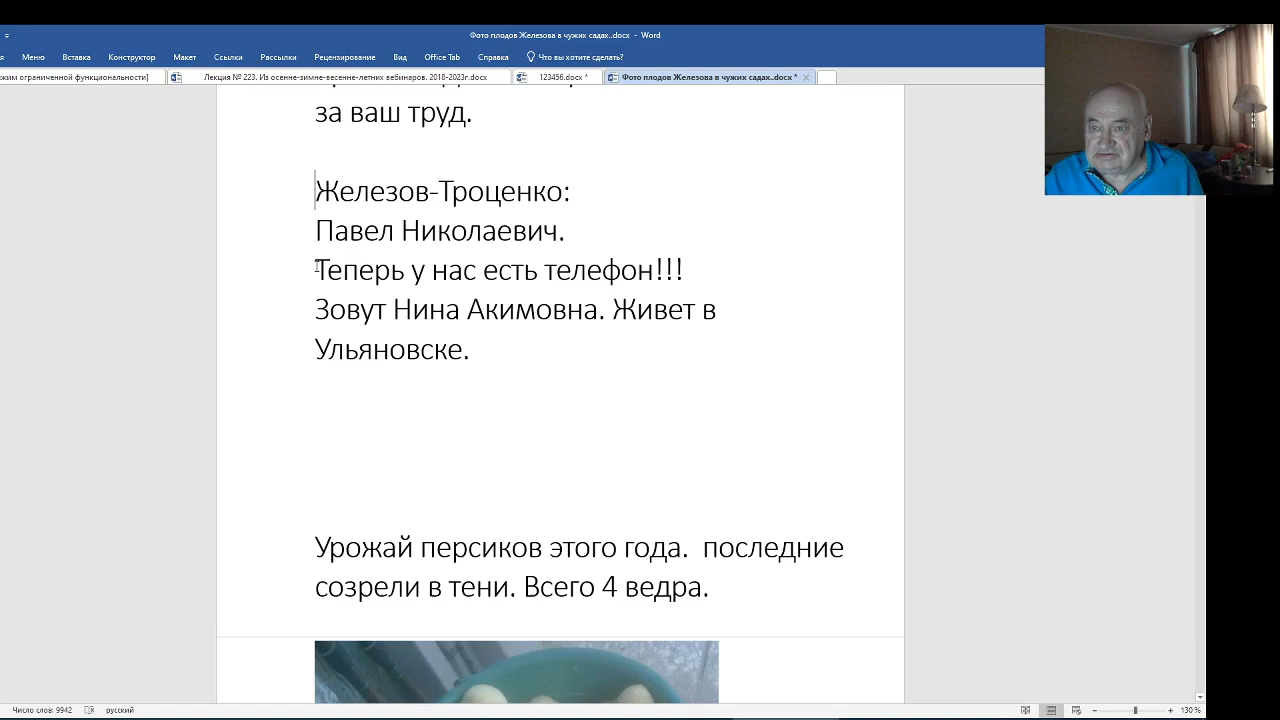 Фото плодов Железова в чужих садах..docx - Word
Меню Вставка Конструктор Макет Ссылки Рассылки Рецензирование Вид Office Tab Справка Что вы хотите сделать?
ограниченной функциональности] Лекция № 223. Из осенне-зимне-весенне-летних вебинаров. 2018-2023г.docx 123456.docx * Фото плодов Железова в чужих садах..docx *
за ваш труд.
Железов-Троценко:
Павел Николаевич.
Теперь у нас есть телефон!!!
Зовут Нина Акимовна. Живет в
Ульяновске.
Урожай персиков этого года. последние
созрели в тени. Всего 4 ведра.
Число слов: 9942 русский 130 %